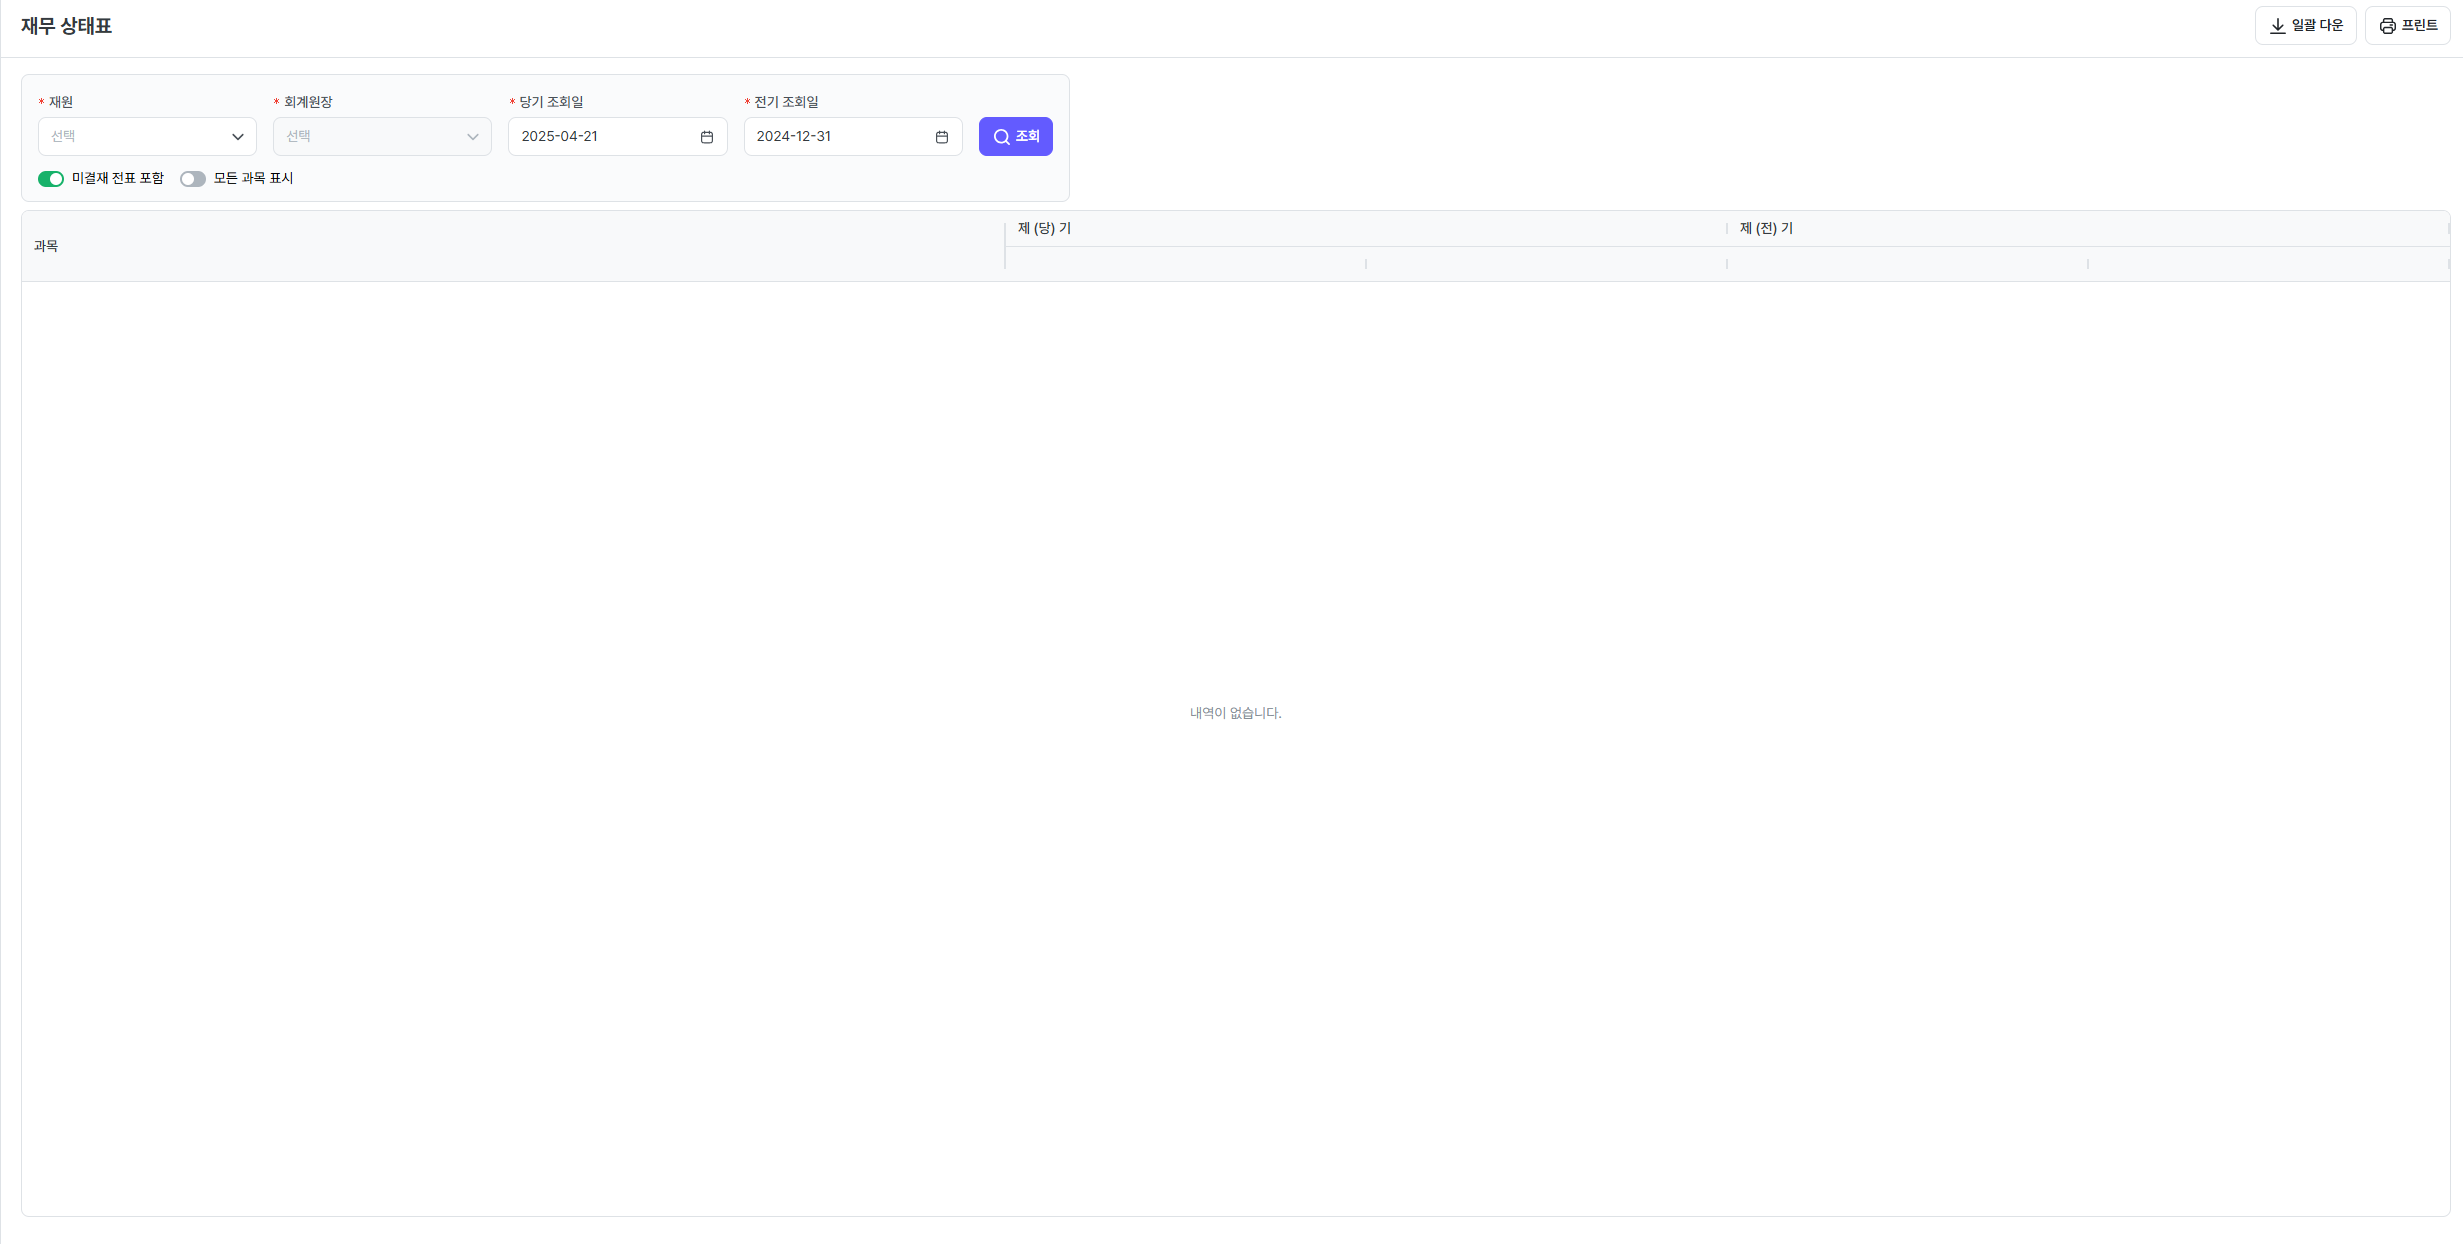 재무 상태표
일괄 다운
프린트
* 재원
* 회계원장
* 당기 조회일
* 전기 조회일
선택
선택
2025-04-21
2024-12-31
조회
미결재 전표 포함
모든 과목 표시
과목
제 (당) 기
제 (전) 기
내역이 없습니다.